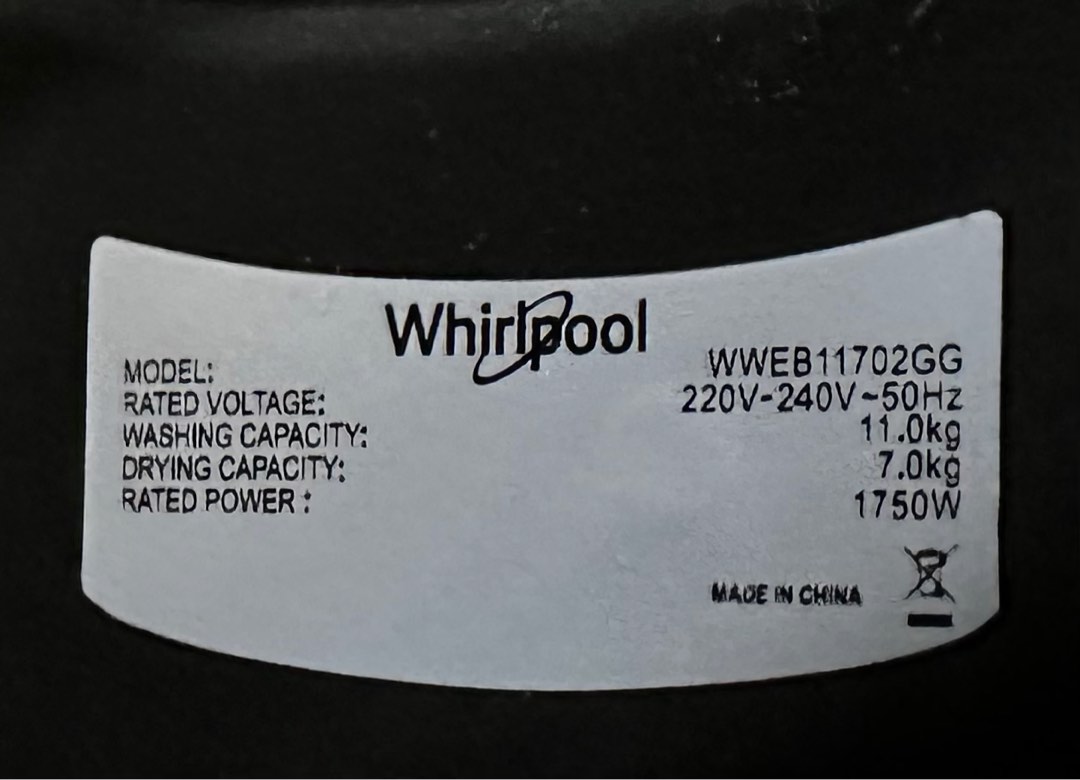 Whirlpool
MODEL: WWEB11702GG
RATED VOLTAGE: 220V-240V~50Hz
WASHING CAPACITY: 11.0kg
DRYING CAPACITY: 7.0kg
RATED POWER : 1750W
MADE IN CHINA